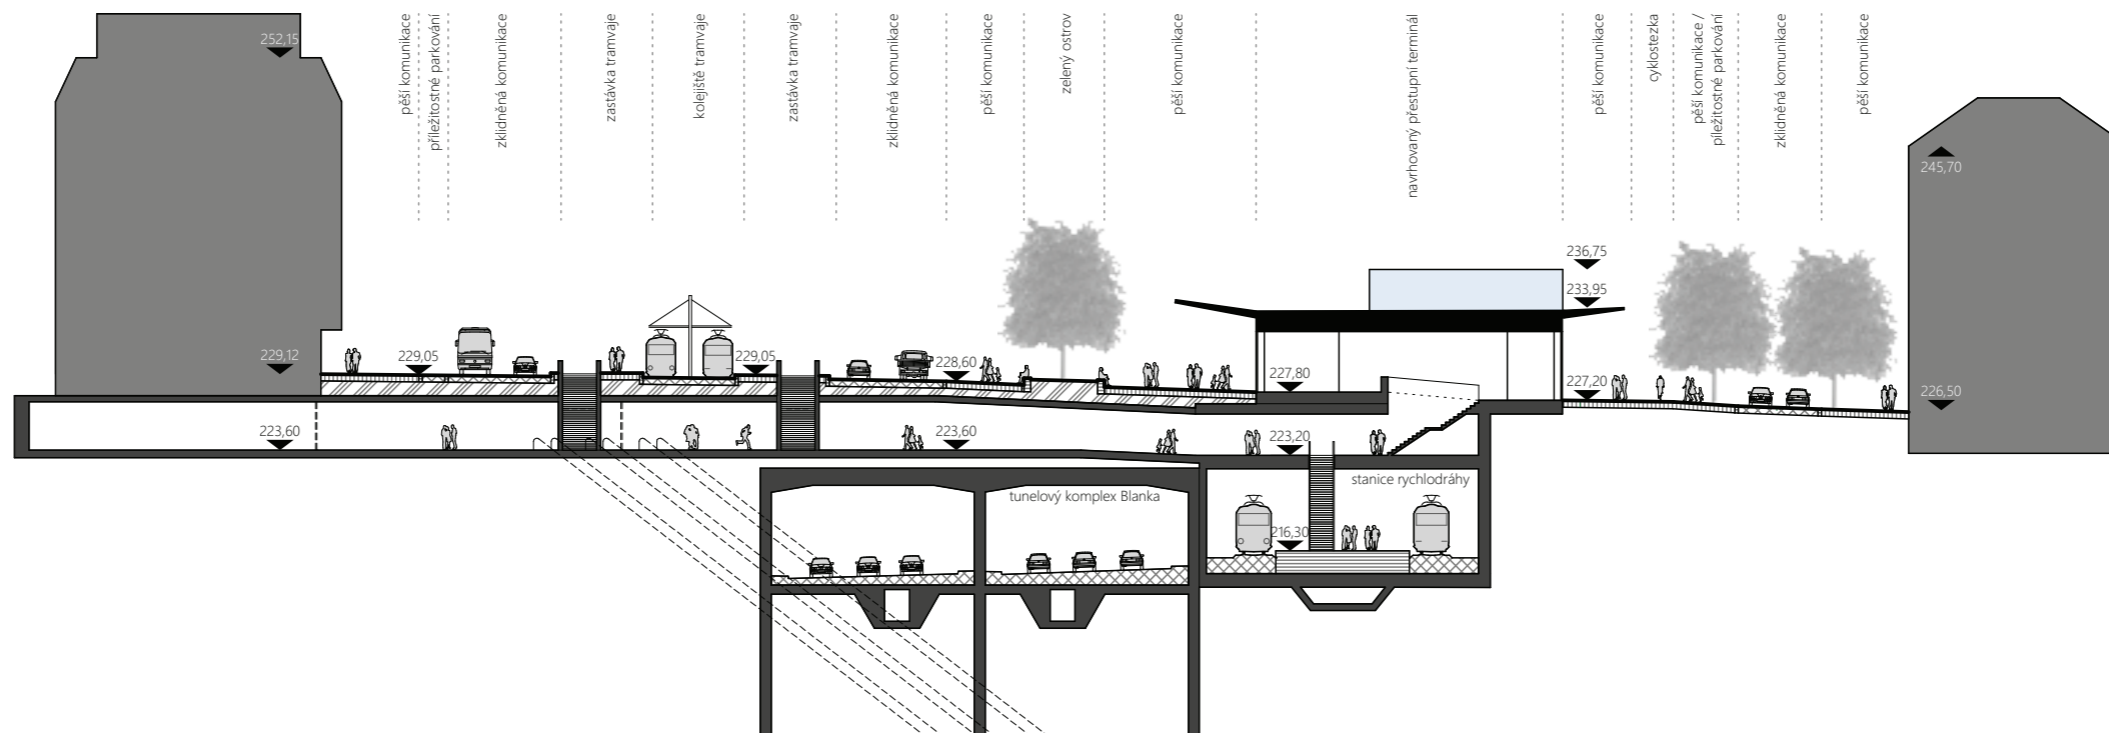 pěší komunikace
příležitostné parkování
zklidněná komunikace
zastávka tramvaje
kolejiště tramvaje
zastávka tramvaje
zklidněná komunikace
pěší komunikace
zelený ostrov
pěší komunikace
navrhovaný přestupní terminál
pěší komunikace
cyklostezka
pěší komunikace /
píležitostné parkování
zklidněná komunikace
pěší komunikace
252,15
245,70
236,75
233,95
229,12
229,05
229,05
228,60
227,80
227,20
226,50
223,60
223,60
223,20
stanice rychlodráhy
tunelový komplex Blanka
216,30